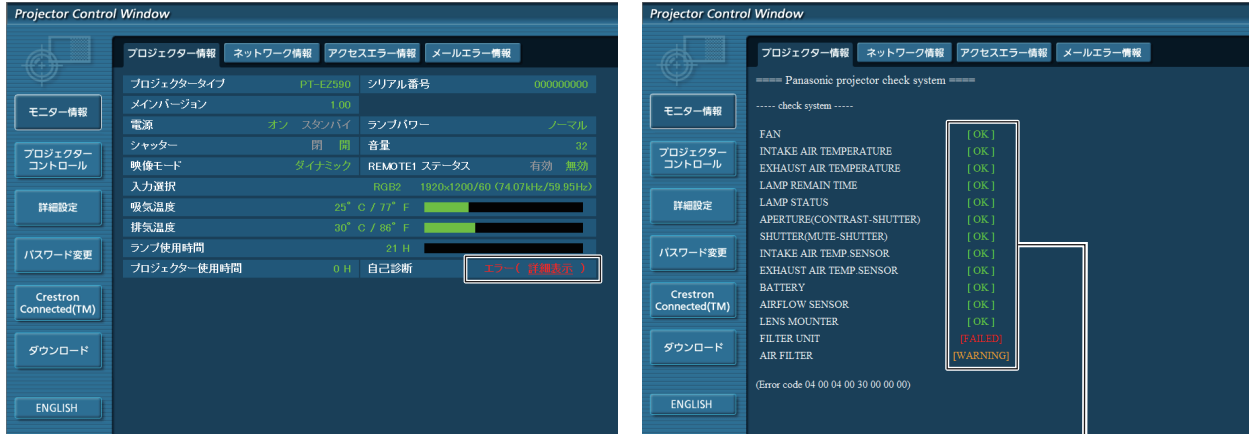 Projector Control Window
プロジェクター情報 ネットワーク情報 アクセスエラー情報 メールエラー情報
モニター情報
プロジェクター
コントロール
詳細設定
パスワード変更
Crestron
Connected(TM)
ダウンロード
ENGLISH
プロジェクタータイプ PT-EZ590 シリアル番号 000000000
メインバージョン 1.00
電源 オン スタンバイ ランプパワー ノーマル
シャッター 閉 開 音量 32
映像モード ダイナミック REMOTE1 ステータス 有効 無効
入力選択 RGB2 1920x1200/60 (74.07kHz/59.95Hz)
吸気温度 25° C / 77° F
排気温度 30° C / 86° F
ランプ使用時間 21 H
プロジェクター使用時間 0 H 自己診断 エラー( 詳細表示 )
Projector Control Window
プロジェクター情報 ネットワーク情報 アクセスエラー情報 メールエラー情報
モニター情報
プロジェクター
コントロール
詳細設定
パスワード変更
Crestron
Connected(TM)
ダウンロード
ENGLISH
==== Panasonic projector check system ====
----- check system -----
FAN [ OK ]
INTAKE AIR TEMPERATURE [ OK ]
EXHAUST AIR TEMPERATURE [ OK ]
LAMP REMAIN TIME [ OK ]
LAMP STATUS [ OK ]
APERTURE(CONTRAST-SHUTTER) [ OK ]
SHUTTER(MUTE-SHUTTER) [ OK ]
INTAKE AIR TEMP.SENSOR [ OK ]
EXHAUST AIR TEMP.SENSOR [ OK ]
BATTERY [ OK ]
AIRFLOW SENSOR [ OK ]
LENS MOUNTER [ OK ]
FILTER UNIT [FAILED]
AIR FILTER [WARNING]
(Error code 04 00 04 00 30 00 00 00)